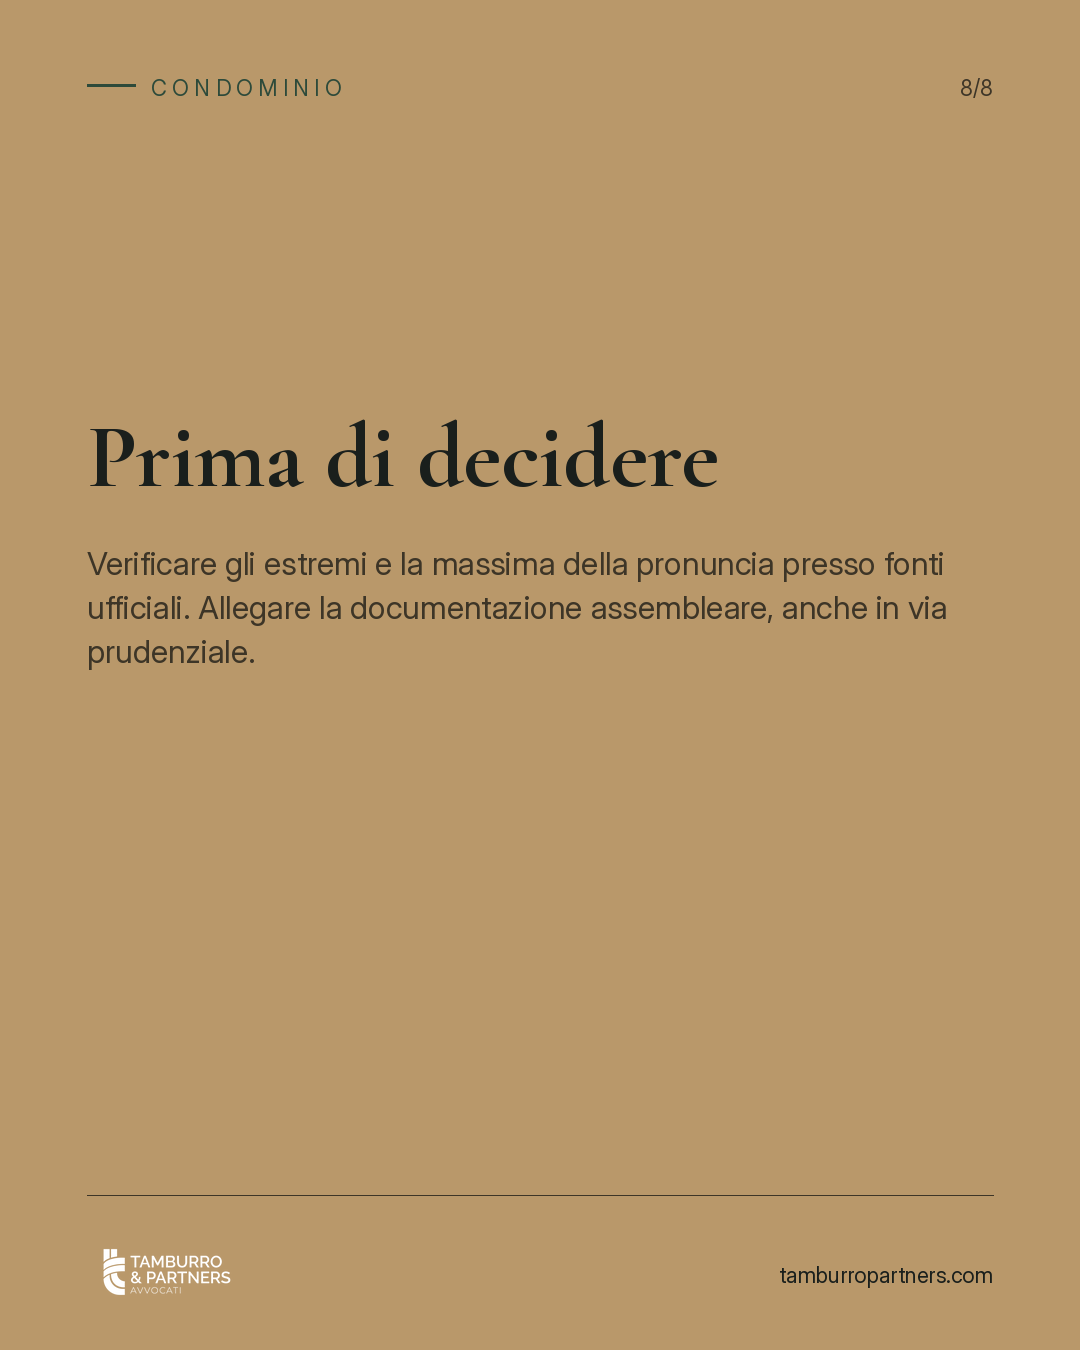 CONDOMINIO
8/8
Prima di decidere
Verificare gli estremi e la massima della pronuncia presso fonti
ufficiali. Allegare la documentazione assembleare, anche in via
prudenziale.
TAMBURRO
& PARTNERS
AVVOCATI
tamburropartners.com